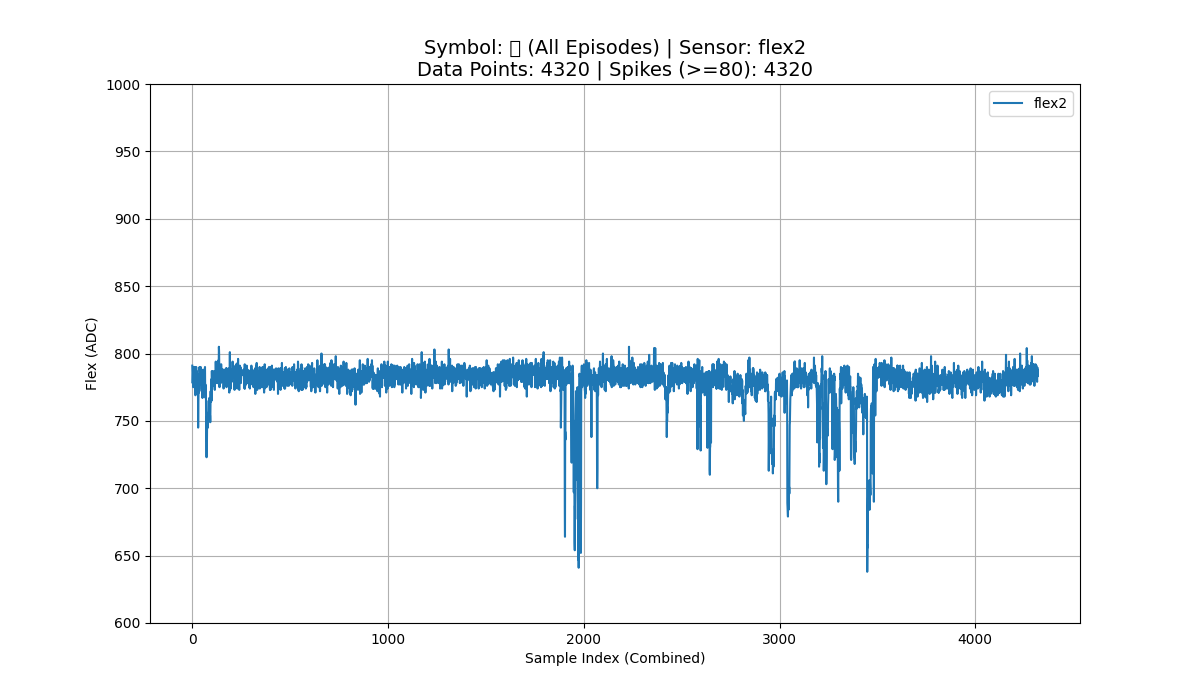 Symbol: (All Episodes) | Sensor: flex2
Data Points: 4320 | Spikes (>=80): 4320
flex2
1000
950
900
850
800
750
700
650
600
Flex (ADC)
0 1000 2000 3000 4000
Sample Index (Combined)